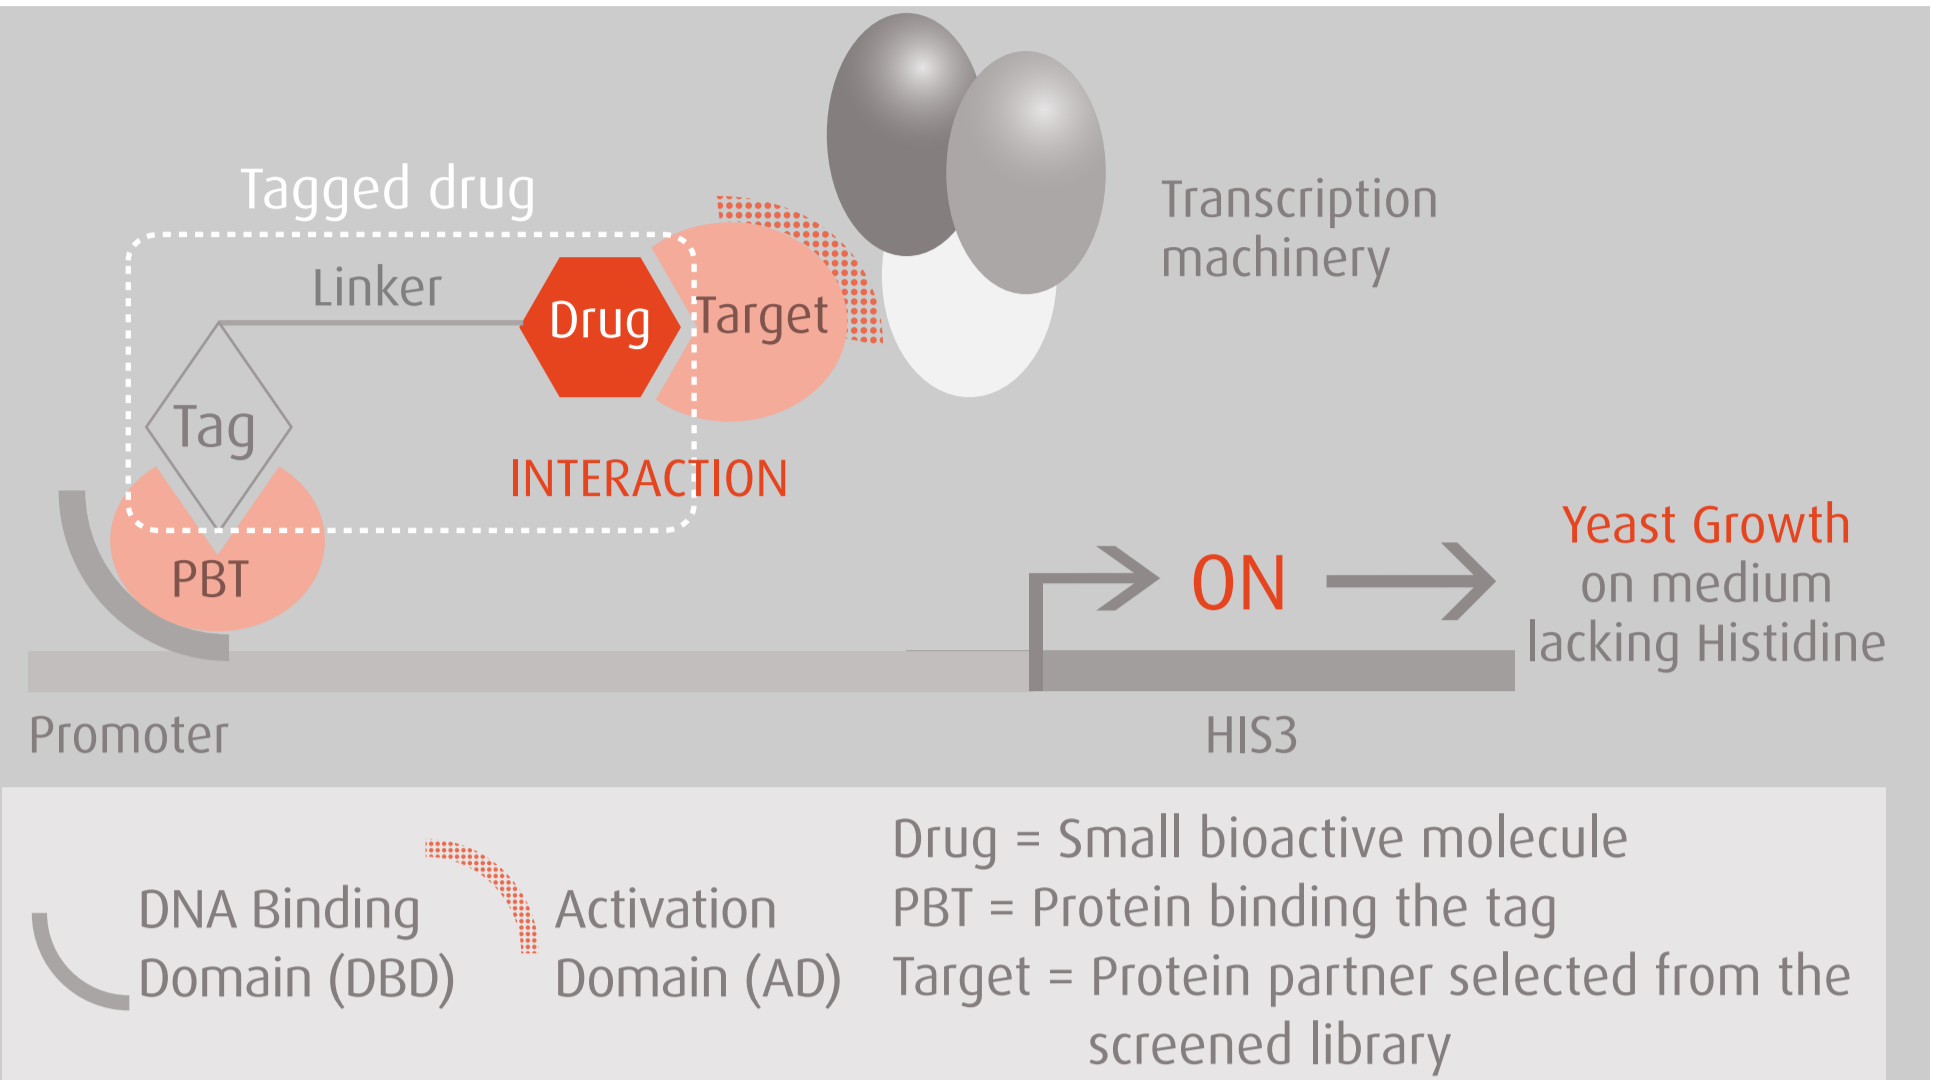 Tagged drug
Transcription
machinery
Linker
Drug
Target
Tag
INTERACTION
PBT
ON
Yeast Growth
on medium
lacking Histidine
Promoter
HIS3
DNA Binding
Domain (DBD)
Activation
Domain (AD)
Drug = Small bioactive molecule
PBT = Protein binding the tag
Target = Protein partner selected from the
screened library